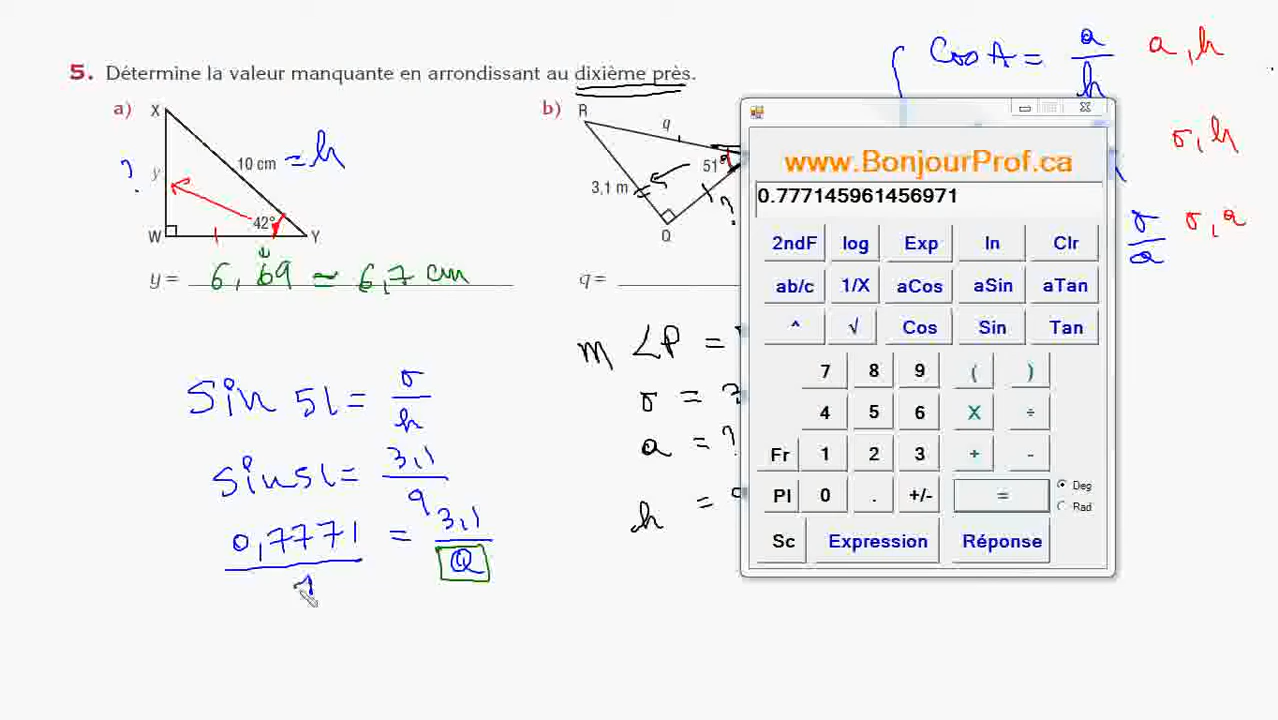 5. Détermine la valeur manquante en arrondissant au dixième près.
a)
X
?
y
10 cm = h
42°
W
Y
y = 6,69 ≃ 6,7 cm
b)
R
q
51°
3,1 m
?
Q
q =
Cos A = a/h a, h
σ, h
σ/a σ, a
m ∠P =
σ = 3
a = ?
h = q
Sin 51 = σ/h
sin 51 = 3,1/q
0,7771/1 = 3,1/Q
www.BonjourProf.ca
0.777145961456971
2ndF log Exp ln Clr
ab/c 1/X aCos aSin aTan
^ √ Cos Sin Tan
7 8 9 ( )
4 5 6 X ÷
Fr 1 2 3 + -
PI 0 . +/- = Deg
Rad
Sc Expression Réponse